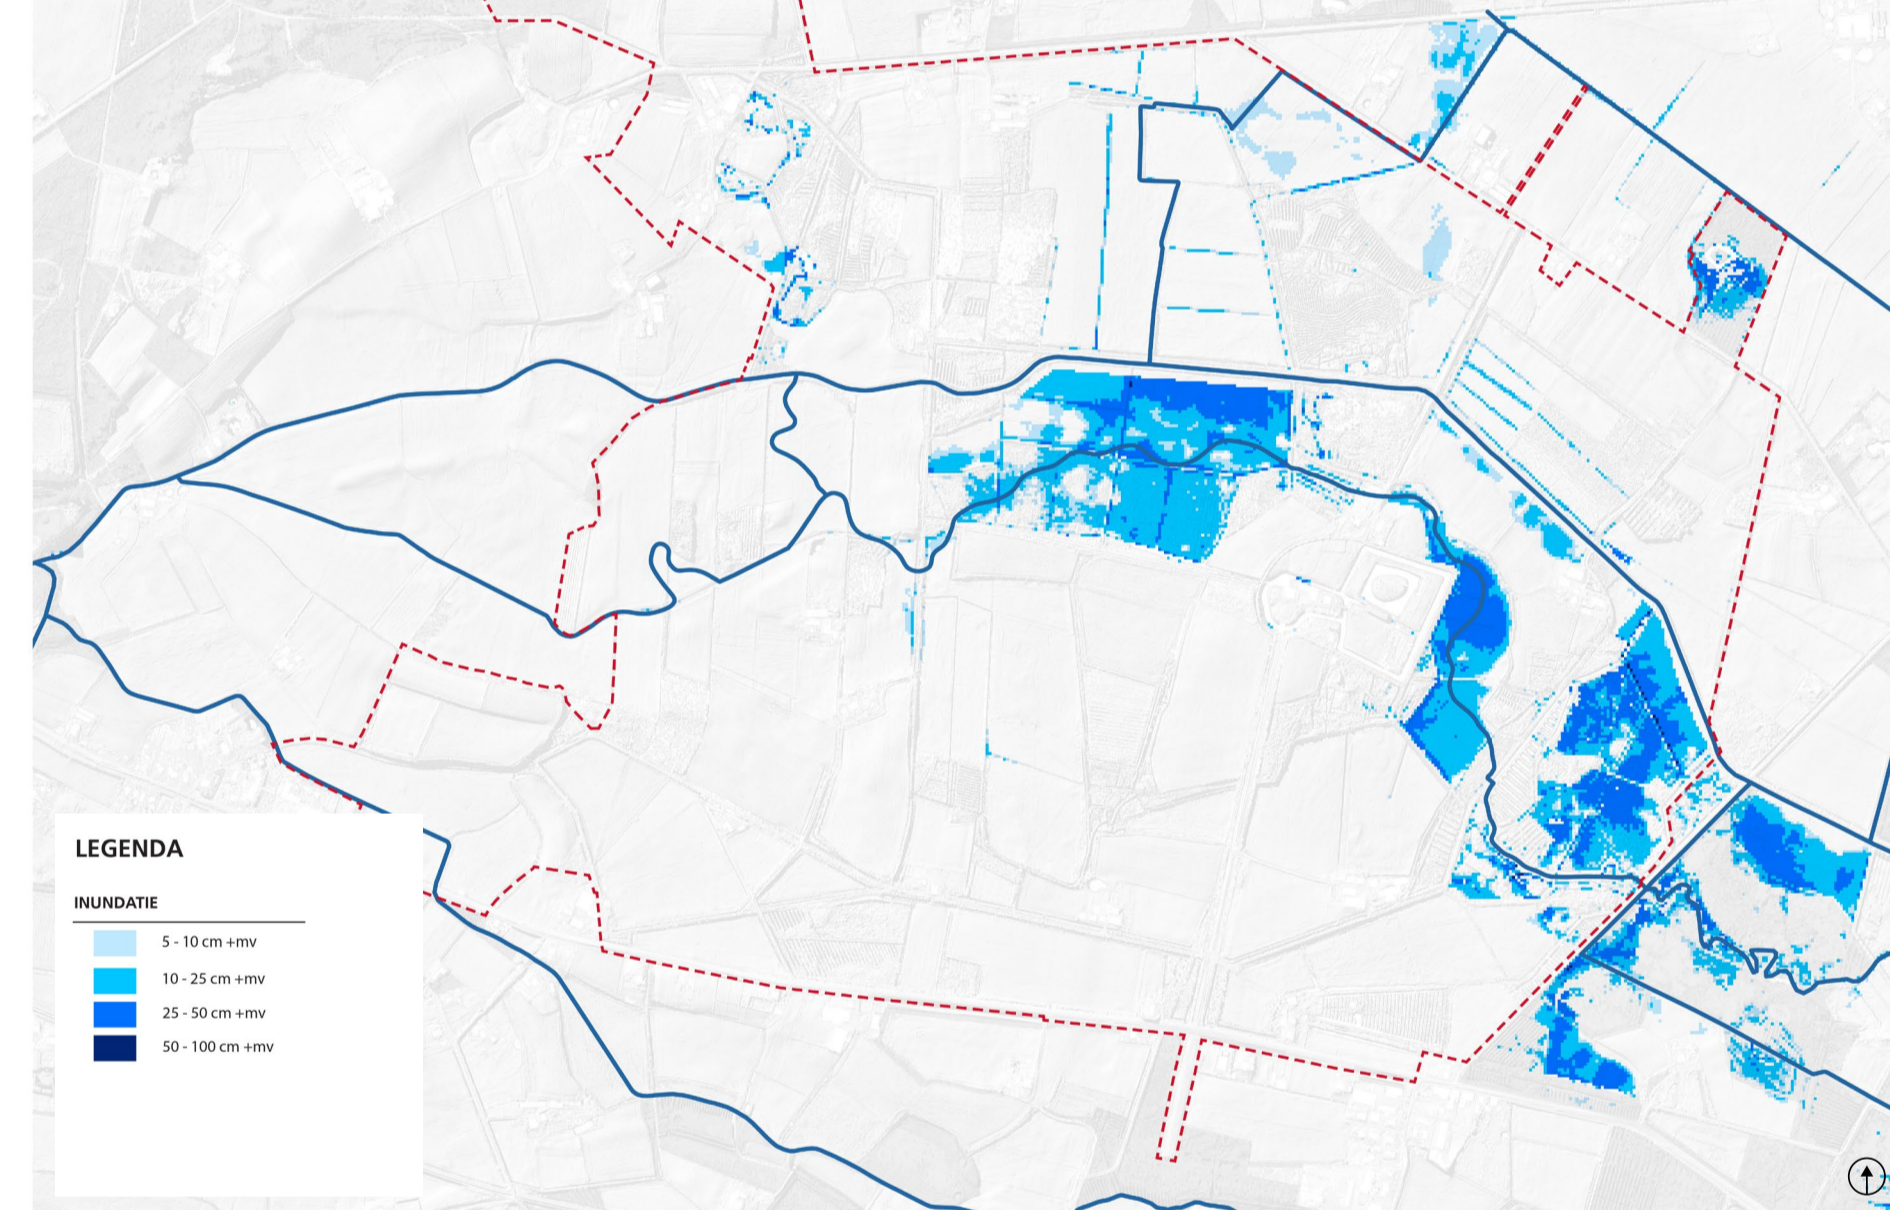 LEGENDA
INUNDATIE
5 - 10 cm +mv
10 - 25 cm +mv
25 - 50 cm +mv
50 - 100 cm +mv